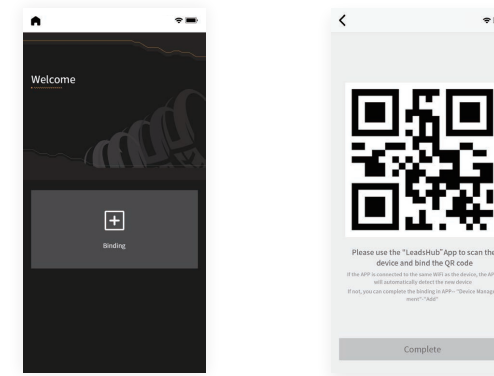 Welcome
Binding
Please use the "LeadsHub"App to scan the
device and bind the QR code
If the APP is connected to the same WiFi as the device, the AP
will automatically detect the new device
If not, you can complete the binding in APP-- "Device Manage
ment"-"Add"
Complete